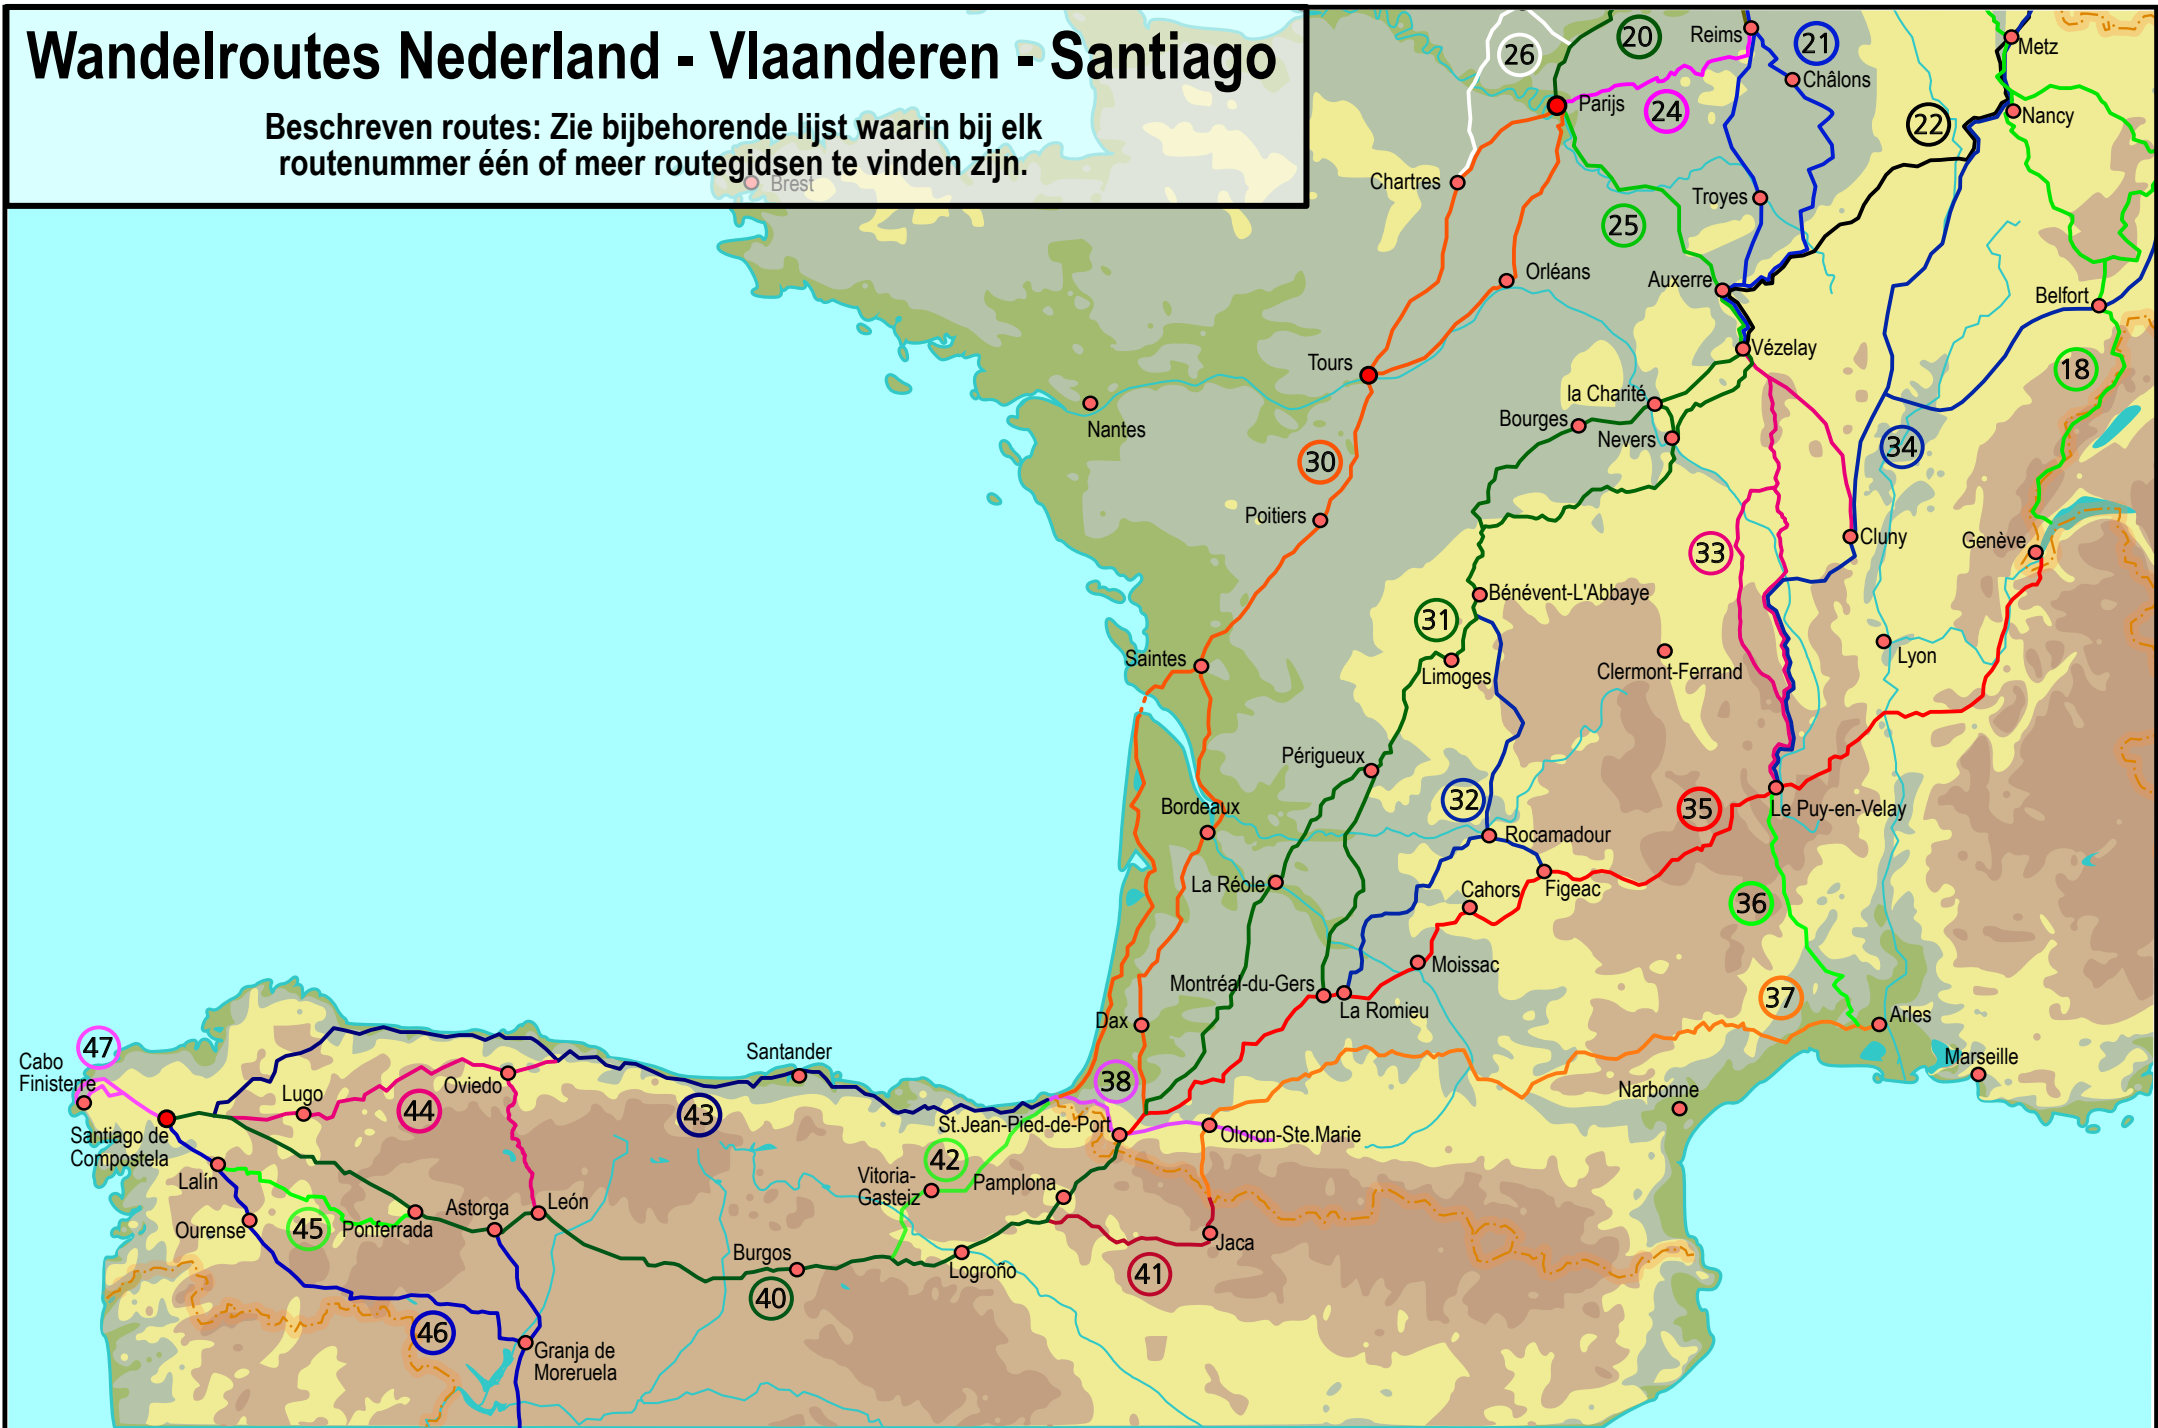 Wandelroutes Nederland - Vlaanderen - Santiago
Beschreven routes: Zie bijbehorende lijst waarin bij elk
routenummer één of meer routegidsen te vinden zijn.
Brest
26
20
Reims
21
Metz
Châlons
Parijs
24
Nancy
22
Chartres
Troyes
25
Orléans
Auxerre
Belfort
Vézelay
Tours
18
la Charité
Bourges
Nevers
Nantes
34
30
Poitiers
Cluny
Genève
33
Bénévent-L'Abbaye
31
Saintes
Limoges
Clermont-Ferrand
Lyon
Périgueux
32
Bordeaux
35
Le Puy-en-Velay
Rocamadour
La Réole
Cahors
Figeac
36
Moissac
Montréal-du-Gers
La Romieu
37
Arles
Dax
47
Cabo
Finisterre
Santander
Marseille
Oviedo
Lugo
44
43
38
Narbonne
St.Jean-Pied-de-Port
Oloron-Ste.Marie
Santiago de
Compostela
42
Lalín
Vitoria-
Gasteiz
Pamplona
Ourense
45
Ponferrada
Astorga
León
Burgos
Logroño
Jaca
41
40
46
Granja de
Moreruela